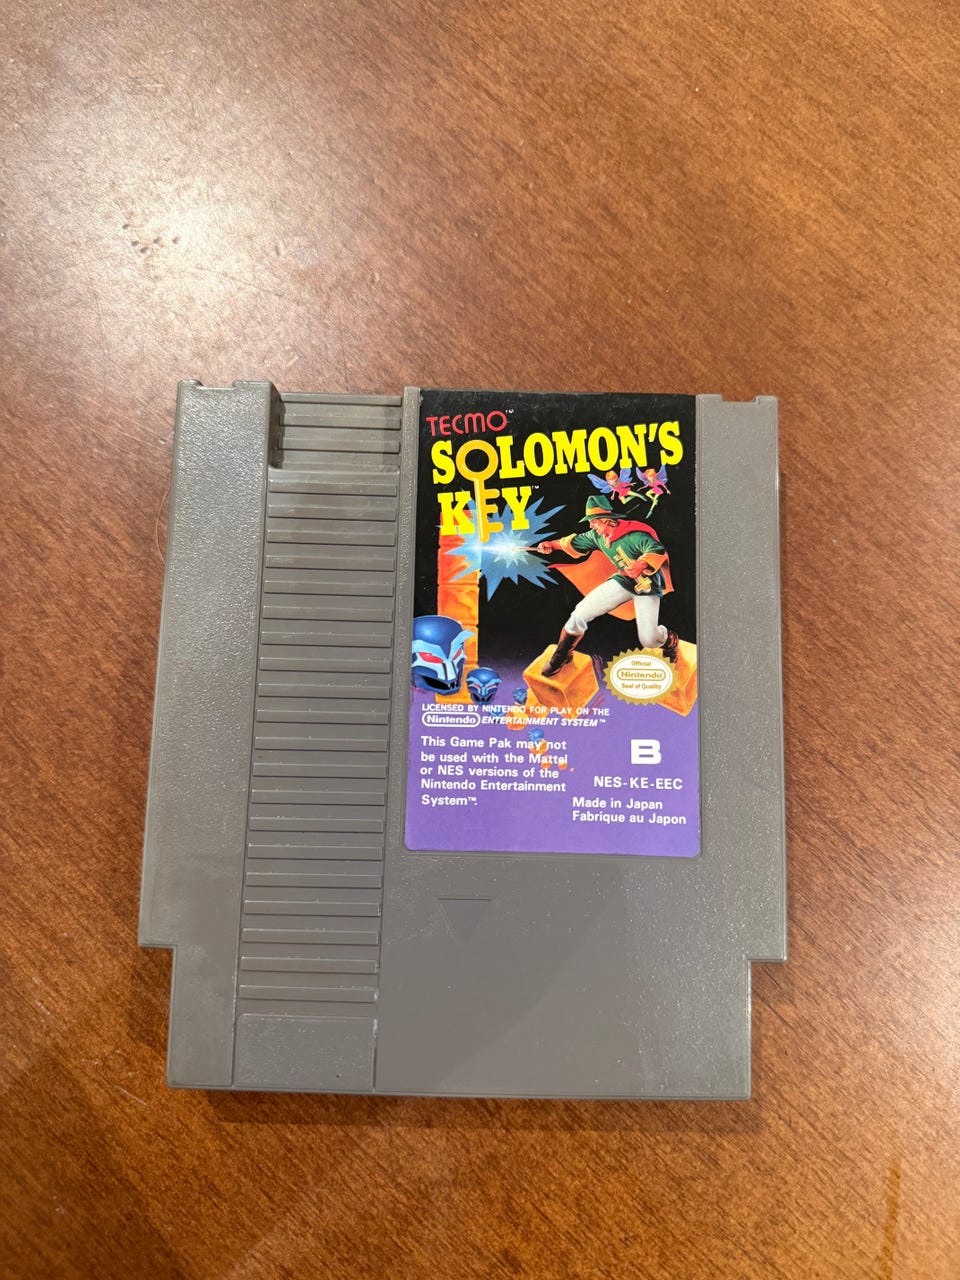 TECMO™
SOLOMON'S
KEY™
Official
Nintendo
Seal of Quality
LICENSED BY NINTENDO FOR PLAY ON THE
Nintendo ENTERTAINMENT SYSTEM™
This Game Pak may not
be used with the Mattel
or NES versions of the
Nintendo Entertainment
System™.
B
NES-KE-EEC
Made in Japan
Fabrique au Japon